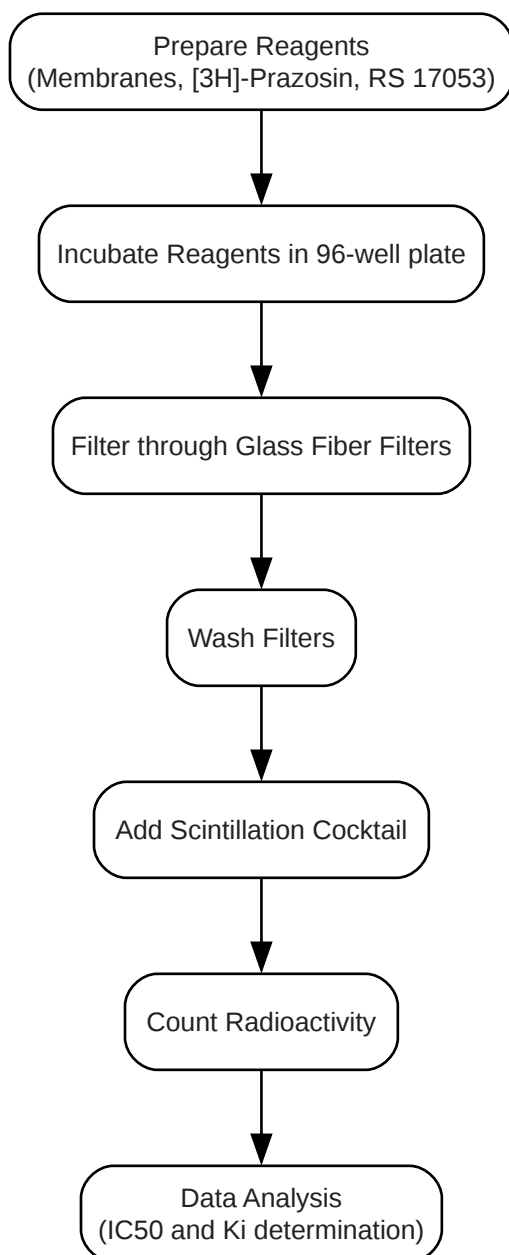 Prepare Reagents
(Membranes, [3H]-Prazosin, RS 17053)
Incubate Reagents in 96-well plate
Filter through Glass Fiber Filters
Wash Filters
Add Scintillation Cocktail
Count Radioactivity
Data Analysis
(IC50 and Ki determination)